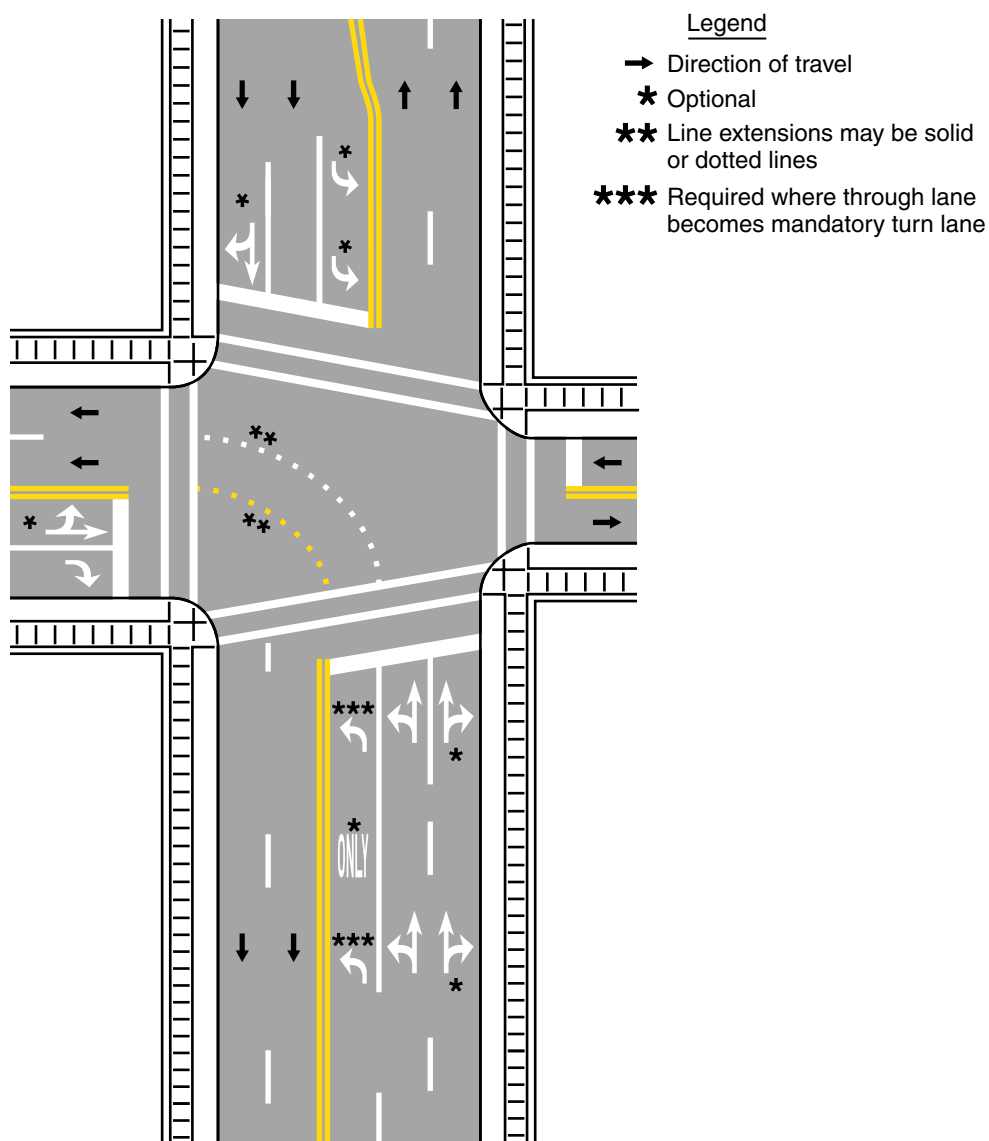 Legend
Direction of travel
* Optional
** Line extensions may be solid
or dotted lines
*** Required where through lane
becomes mandatory turn lane
*
*
*
**
*
**
***
*
*
ONLY
***
*